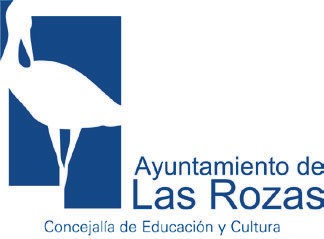 Ayuntamiento de
Las Rozas
Concejalía de Educación y Cultura